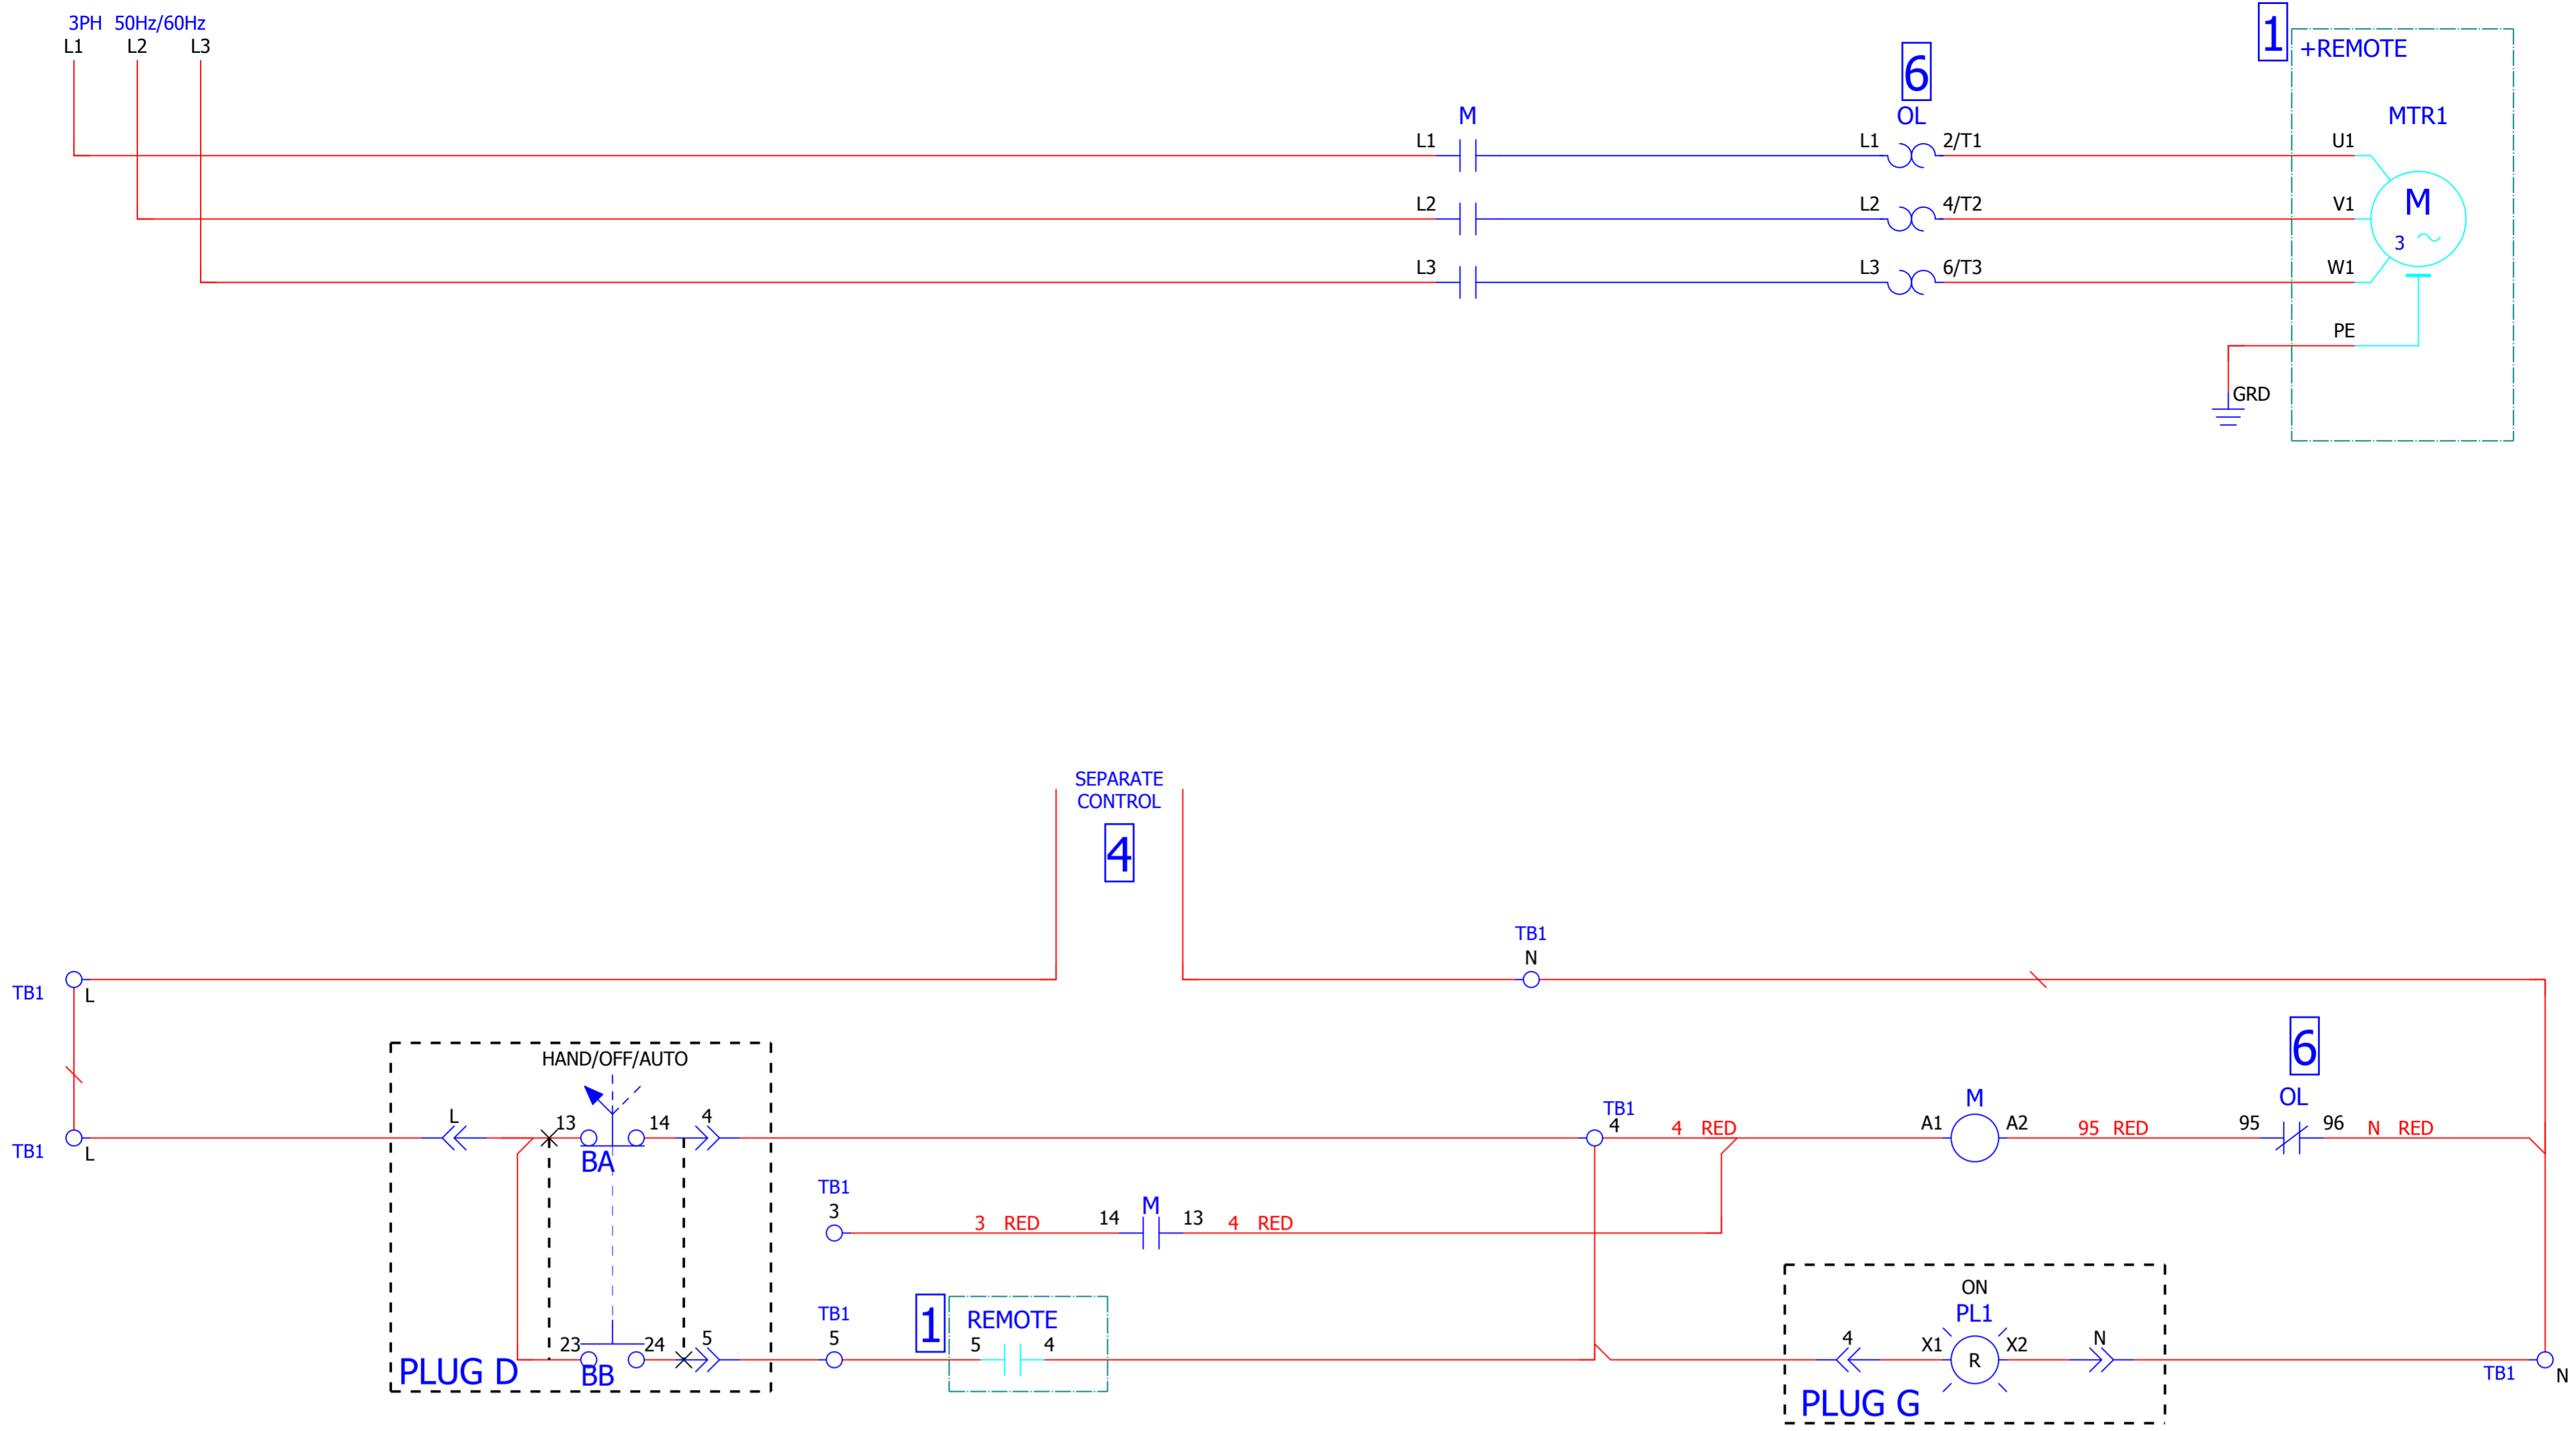 3PH 50Hz/60Hz
L1 L2 L3
1
+REMOTE
6
M
OL
MTR1
L1
L1
2/T1
U1
L2
L2
4/T2
V1
M
3
L3
L3
6/T3
W1
PE
GRD
SEPARATE
CONTROL
4
TB1
N
TB1
L
6
HAND/OFF/AUTO
OL
M
L
13
14
4
TB1
4
4 RED
A1
A2
95 RED
95
96
N RED
TB1
L
BA
TB1
3
3 RED
14
M
13
4 RED
ON
PL1
1
REMOTE
TB1
5
5
4
23
24
5
4
X1
R
X2
N
PLUG D
BB
TB1
N
PLUG G